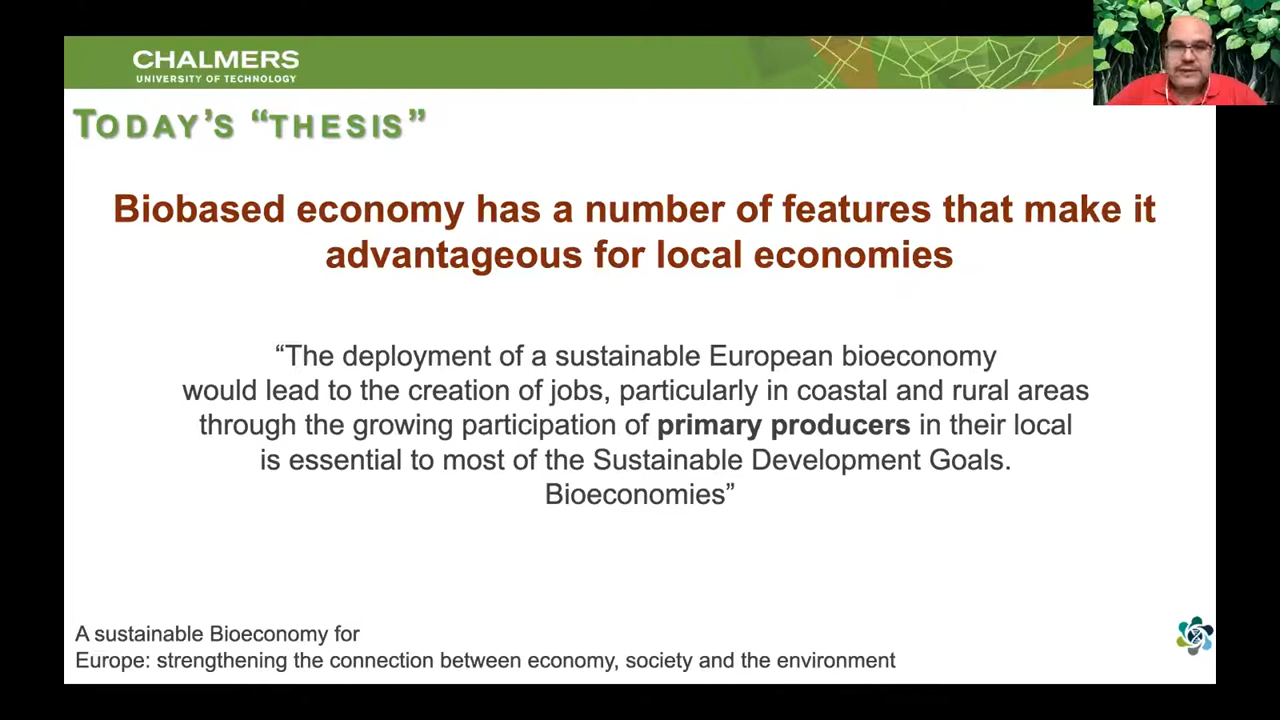 CHALMERS
UNIVERSITY OF TECHNOLOGY
TODAY'S “THESIS”
Biobased economy has a number of features that make it
advantageous for local economies
“The deployment of a sustainable European bioeconomy
would lead to the creation of jobs, particularly in coastal and rural areas
through the growing participation of primary producers in their local
is essential to most of the Sustainable Development Goals.
Bioeconomies”
A sustainable Bioeconomy for
Europe: strengthening the connection between economy, society and the environment